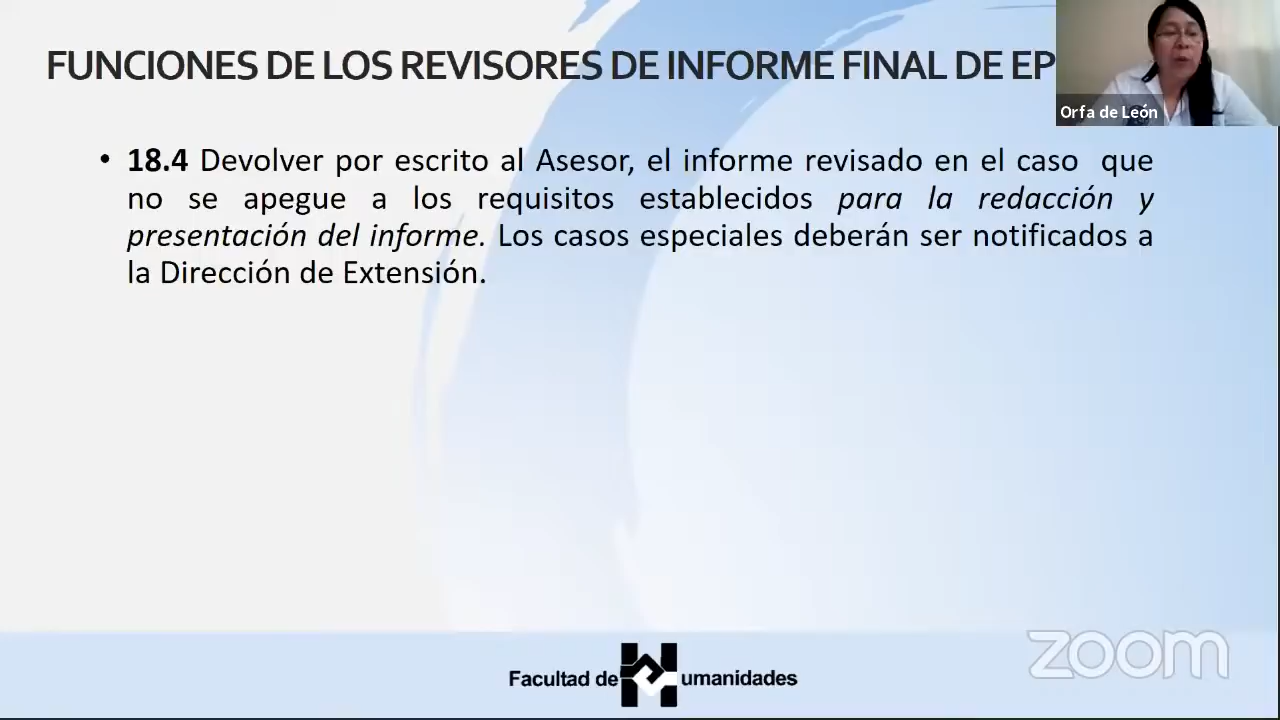 FUNCIONES DE LOS REVISORES DE INFORME FINAL DE EP
Orfa de León
• 18.4 Devolver por escrito al Asesor, el informe revisado en el caso que
no se apegue a los requisitos establecidos para la redacción y
presentación del informe. Los casos especiales deberán ser notificados a
la Dirección de Extensión.
zoom
Facultad de Humanidades